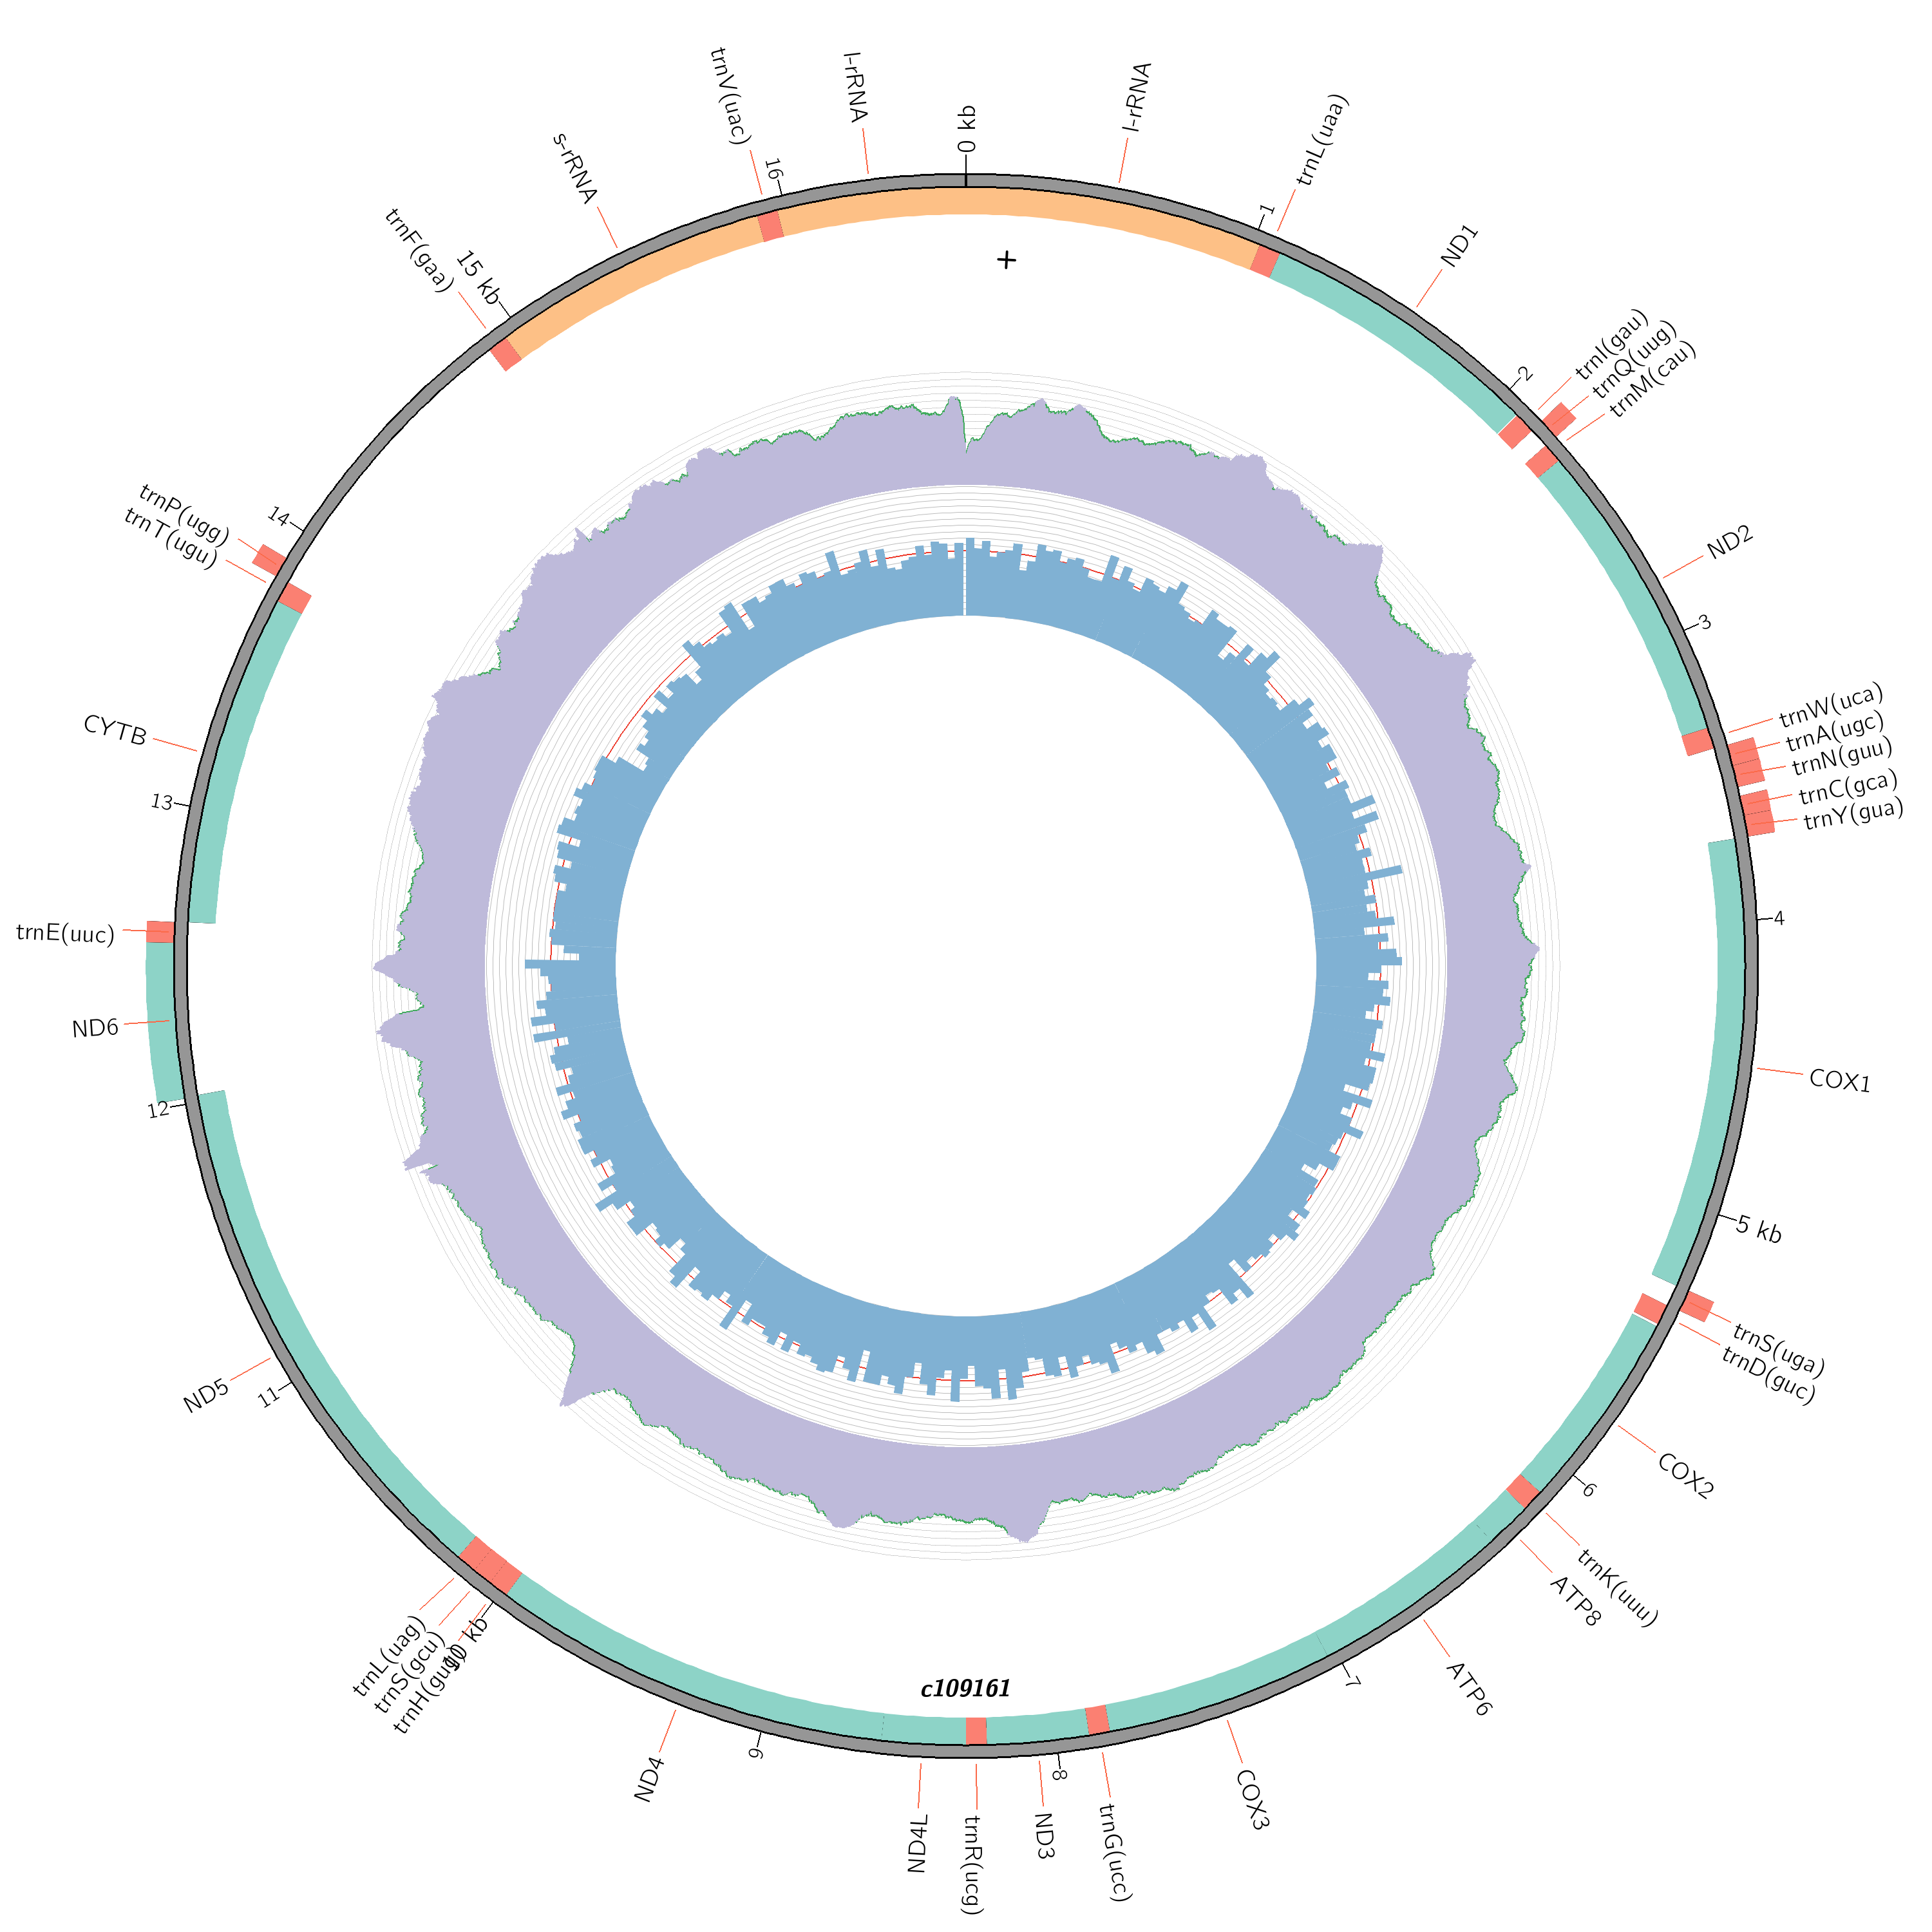 0 kb
l-rRNA
1
trnL(uaa)
ND1
2
trnI(gau)
trnQ(uug)
trnM(cau)
ND2
3
trnW(uca)
trnA(ugc)
trnN(guu)
trnC(gca)
trnY(gua)
4
COX1
5 kb
trnS(uga)
trnD(guc)
COX2
6
trnK(uuu)
ATP8
ATP6
7
COX3
trnG(ucc)
8
ND3
trnR(ucg)
ND4L
9
ND4
10 kb
trnH(gug)
trnS(gcu)
trnL(uag)
11
ND5
12
ND6
trnE(uuc)
13
CYTB
trnT(ugu)
trnP(ugg)
14
trnF(gaa)
15 kb
s-rRNA
trnV(uac)
16
l-rRNA
+
c109161